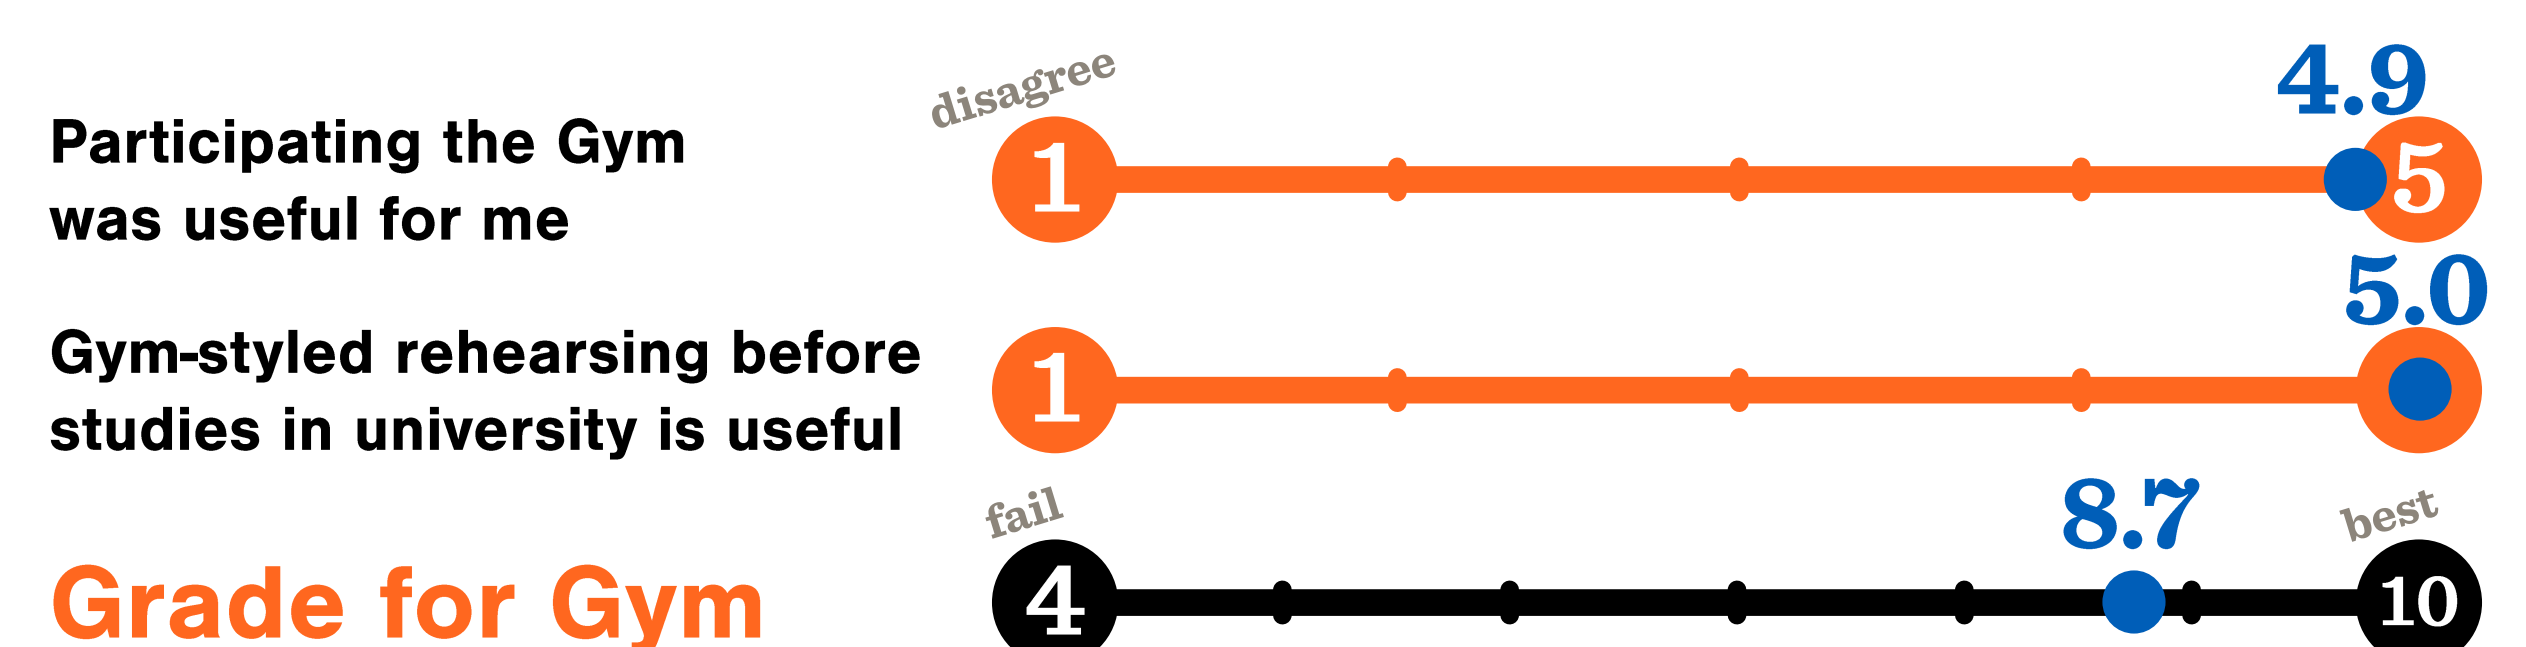 disagree
4.9
Participating the Gym
was useful for me
1
5
5.0
Gym-styled rehearsing before
studies in university is useful
1
fail
8.7
best
Grade for Gym
4
10